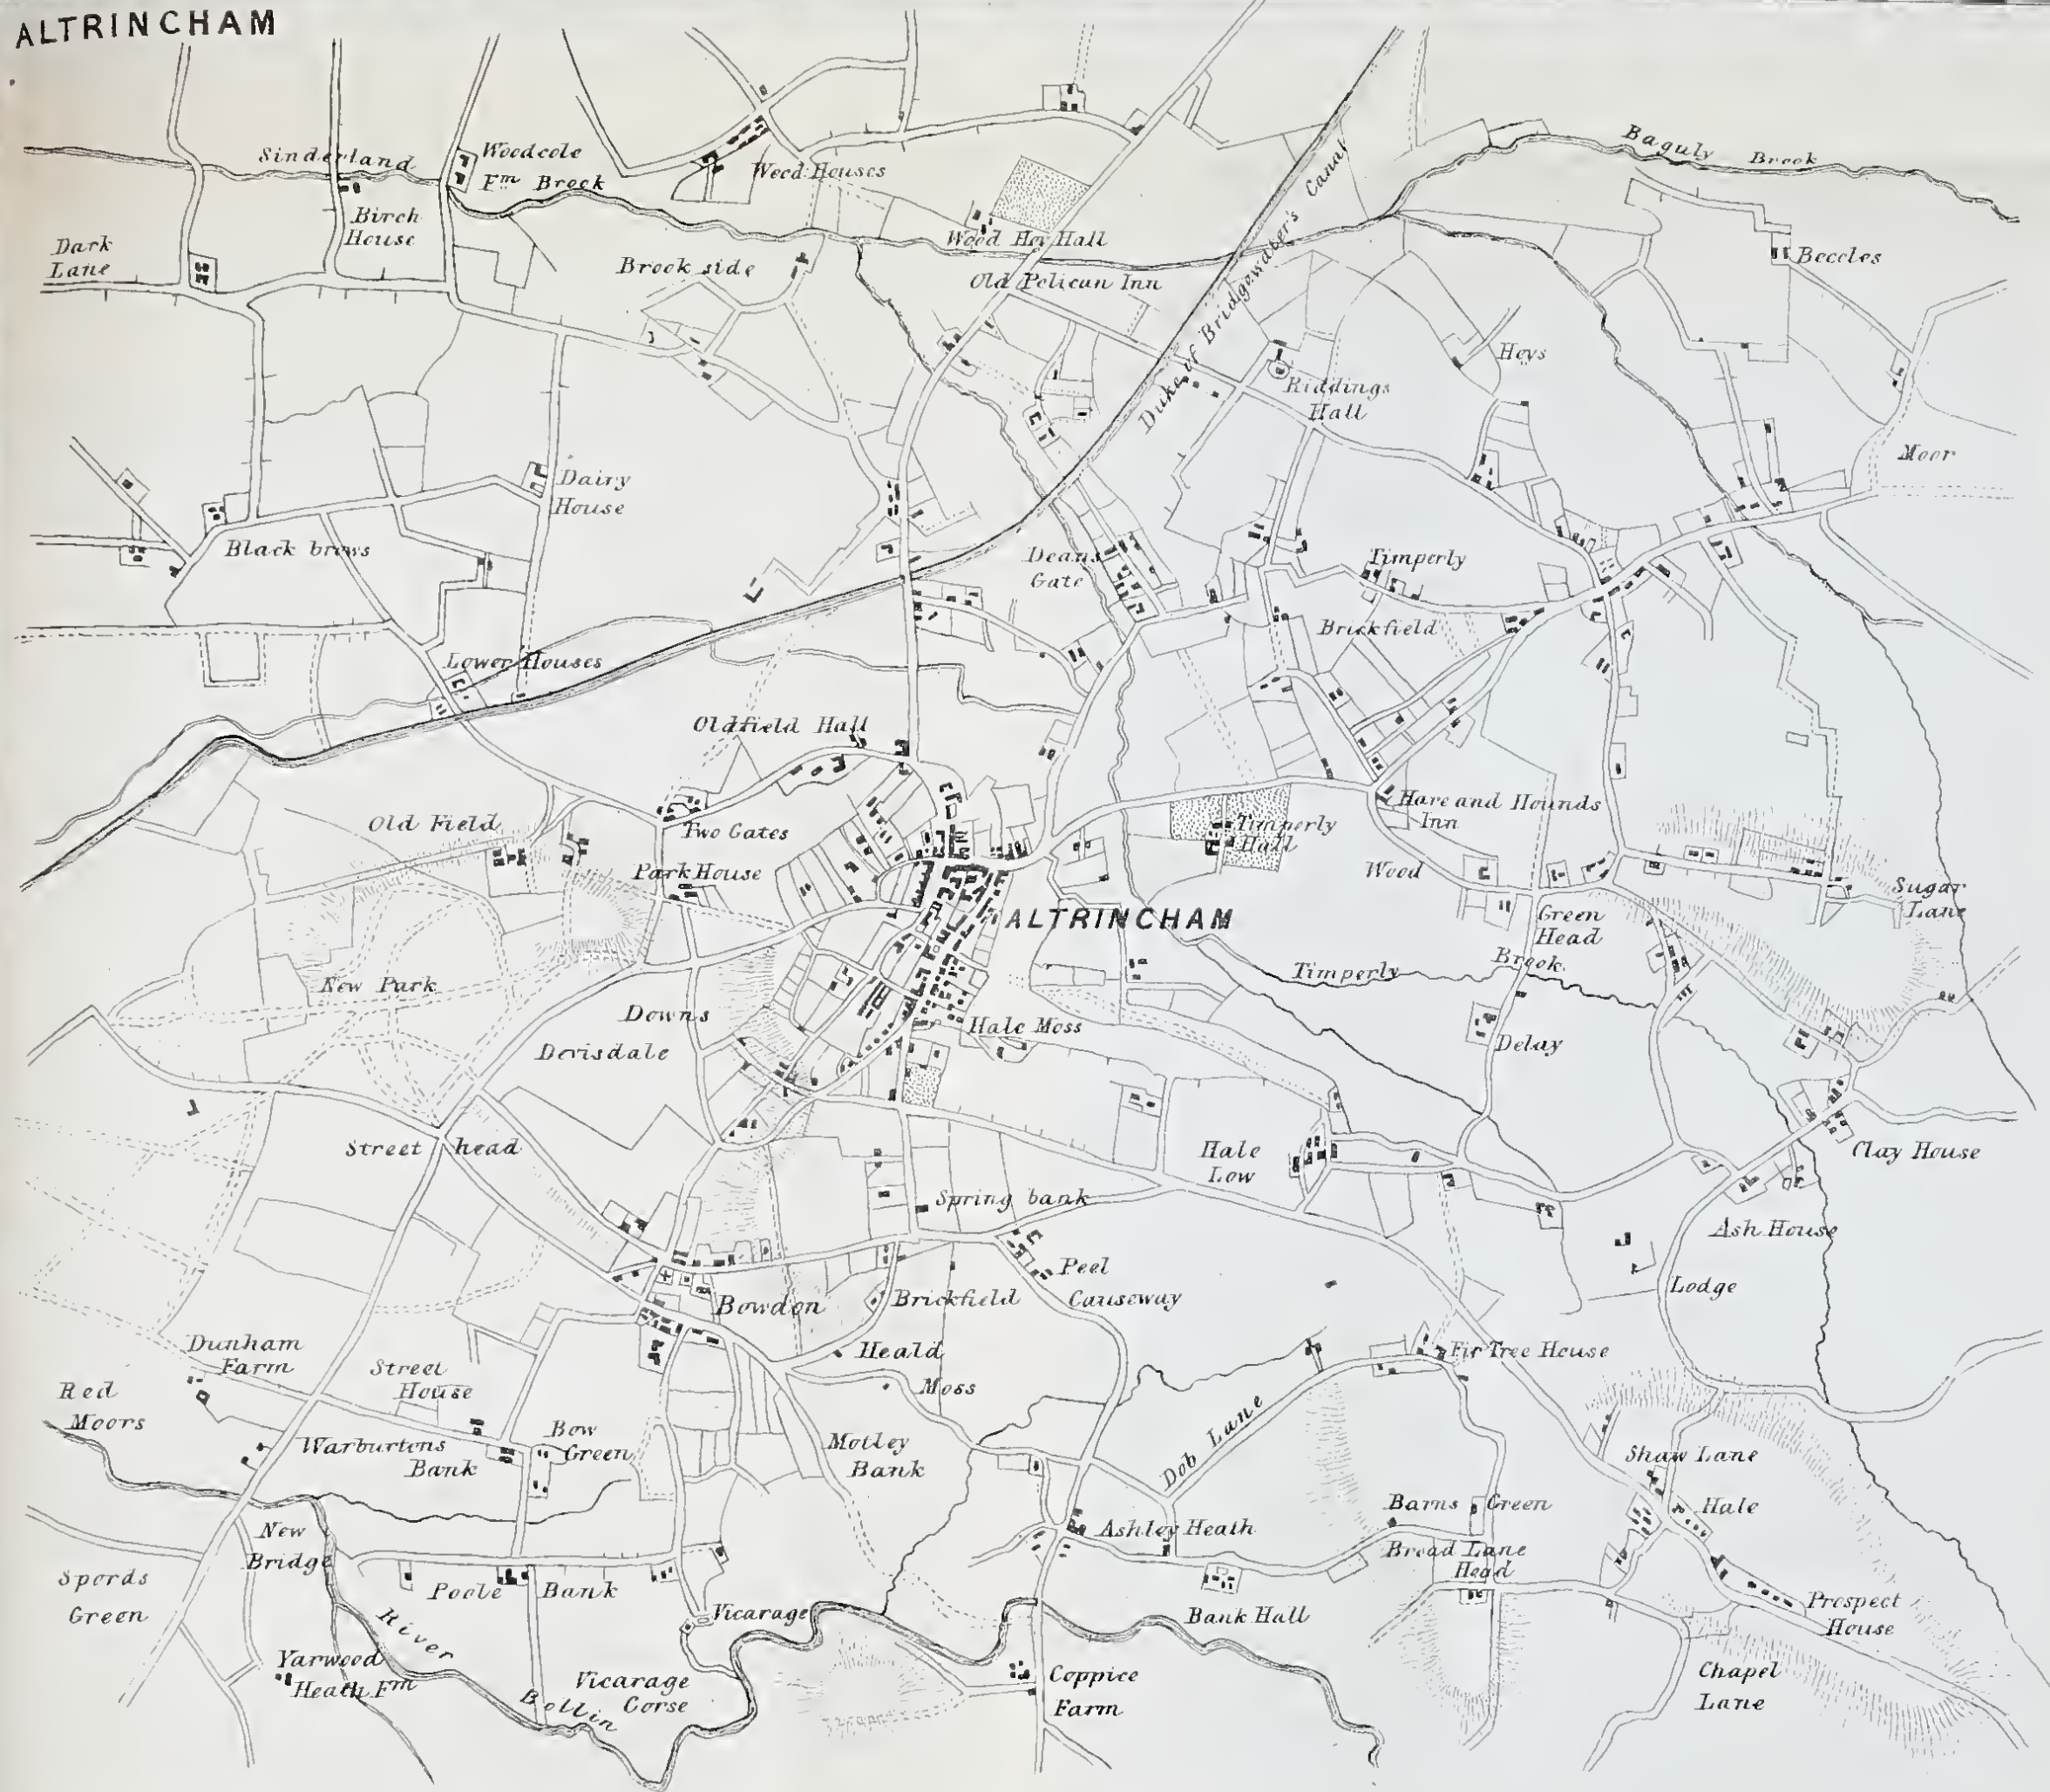 ALTRINCHAM
Baguly Brook
Sinderland
Woodcole
Fm Brook
Weed Houses
Birch
House
Dark
Lane
Wood Hey Hall
Brook side
Old Pelican Inn
Duke of Bridgewater's Canal
Beccles
Heys
Riddings
Hall
Moor
Dairy
House
Black brows
Deans
Gate
Timperly
Brickfield
Lower Houses
Oldfield Hall
Old Field
Two Gates
Hare and Hounds
Inn
Timperly
Hall
Park House
Wood
Sugar
Lane
ALTRINCHAM
Green
Head
Brook
Timperly
New Park
Downs
Hale Moss
Devisdale
Delay
Street head
Hale
Low
Clay House
Spring bank
Ash House
Peel
Causeway
Lodge
Bowdon
Brickfield
Dunham
Farm
Heald
Fir Tree House
Street
House
Moss
Red
Moors
Dob Lane
Warburtons
Bank
Bow
Green
Motley
Bank
Shaw Lane
Barns Green
Hale
New
Bridge
Ashley Heath
Broad Lane
Head
Spords
Green
Poole Bank
Vicarage
Bank Hall
Prospect
House
River
Bollin
Yarwood
Heath Fm
Vicarage
Gorse
Coppice
Farm
Chapel
Lane